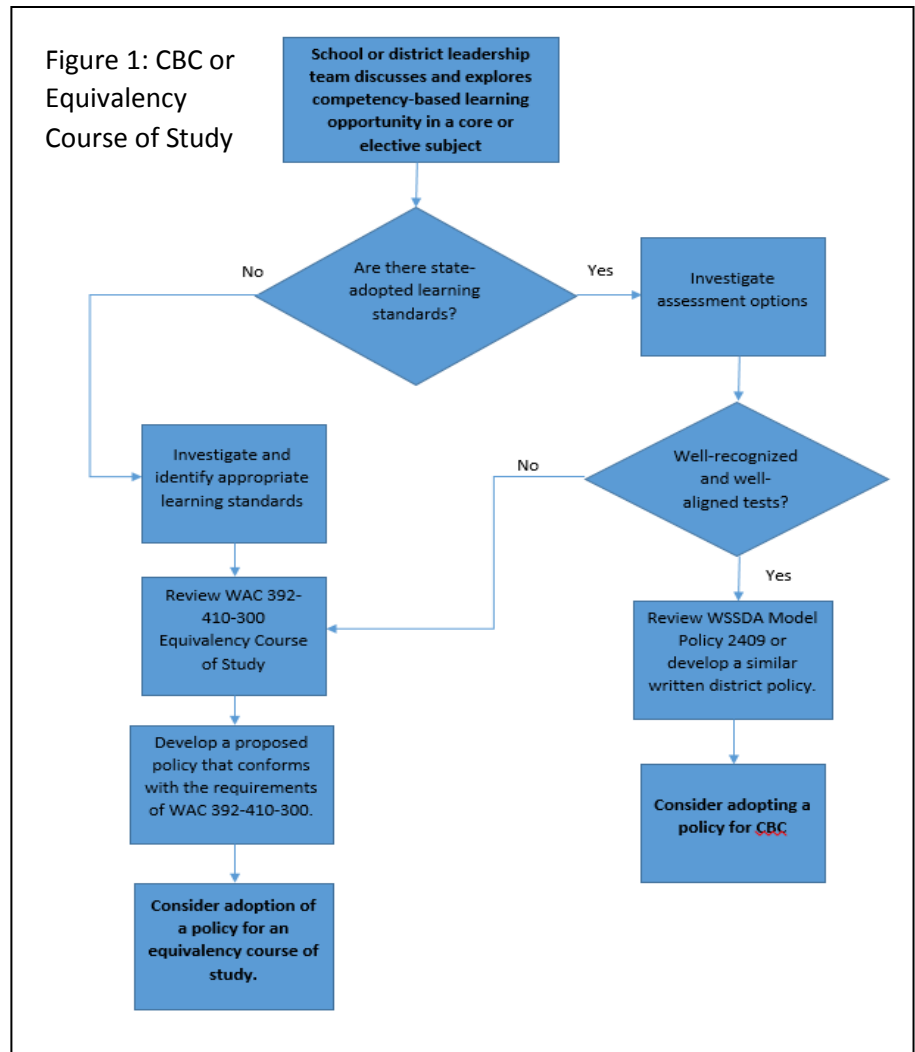 Figure 1: CBC or
Equivalency
Course of Study
School or district leadership
team discusses and explores
competency-based learning
opportunity in a core or
elective subject
No
Are there state-
adopted learning
standards?
Yes
Investigate
assessment options
Investigate and
identify appropriate
learning standards
No
Well-recognized
and well-
aligned tests?
Yes
Review WAC 392-
410-300
Equivalency Course
of Study
Review WSSDA Model
Policy 2409 or
develop a similar
written district policy.
Develop a proposed
policy that conforms
with the requirements
of WAC 392-410-300.
Consider adopting a
policy for CBC
Consider adoption of
a policy for an
equivalency course of
study.